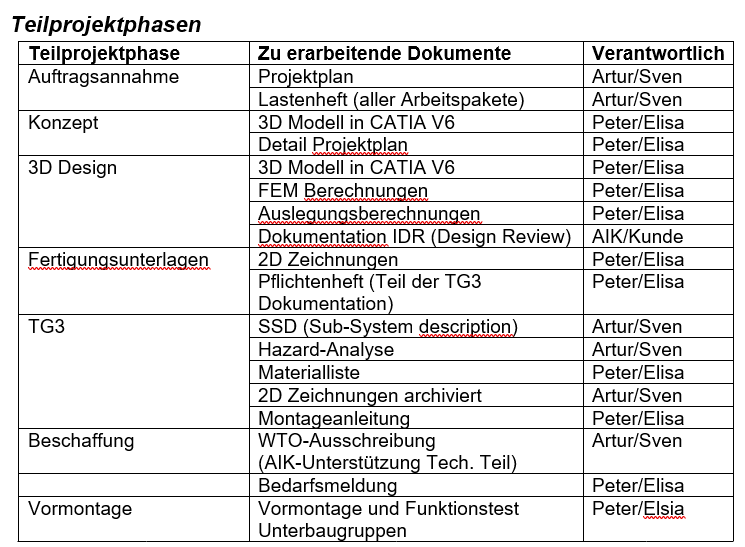 Teilprojektphasen
Teilprojektphase Zu erarbeitende Dokumente Verantwortlich
Auftragsannahme Projektplan Artur/Sven
Lastenheft (aller Arbeitspakete) Artur/Sven
Konzept 3D Modell in CATIA V6 Peter/Elisa
Detail Projektplan Peter/Elisa
3D Design 3D Modell in CATIA V6 Peter/Elisa
FEM Berechnungen Peter/Elisa
Auslegungsberechnungen Peter/Elisa
Dokumentation IDR (Design Review) AIK/Kunde
Fertigungsunterlagen 2D Zeichnungen Peter/Elisa
Pflichtenheft (Teil der TG3 Peter/Elisa
Dokumentation)
TG3 SSD (Sub-System description) Artur/Sven
Hazard-Analyse Artur/Sven
Materialliste Peter/Elisa
2D Zeichnungen archiviert Artur/Sven
Montageanleitung Peter/Elisa
Beschaffung WTO-Ausschreibung Artur/Sven
(AIK-Unterstützung Tech. Teil)
Bedarfsmeldung Peter/Elisa
Vormontage Vormontage und Funktionstest Peter/Elsia
Unterbaugruppen